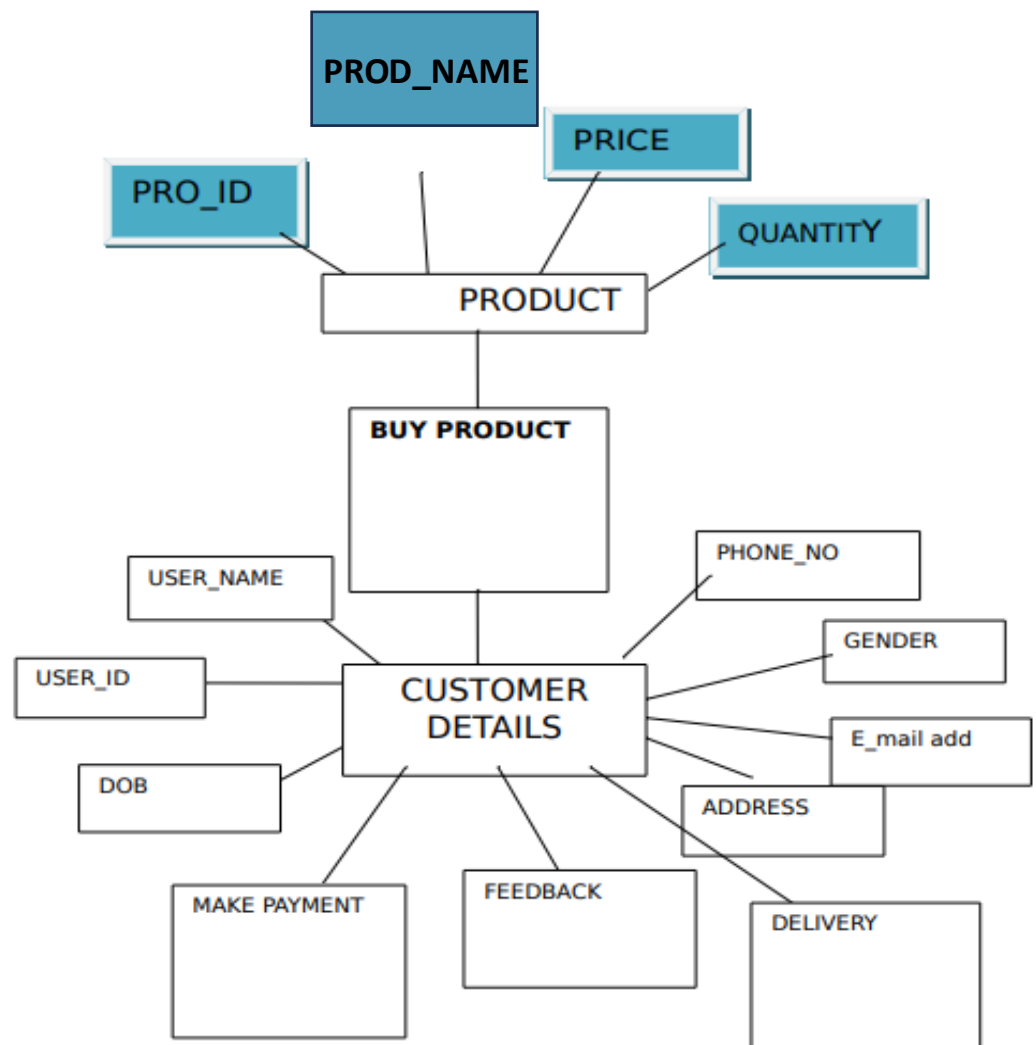 PROD_NAME
PRICE
PRO_ID
QUANTITY
PRODUCT
BUY PRODUCT
PHONE_NO
USER_NAME
GENDER
USER_ID
CUSTOMER
DETAILS
E_mail add
DOB
ADDRESS
MAKE PAYMENT
FEEDBACK
DELIVERY